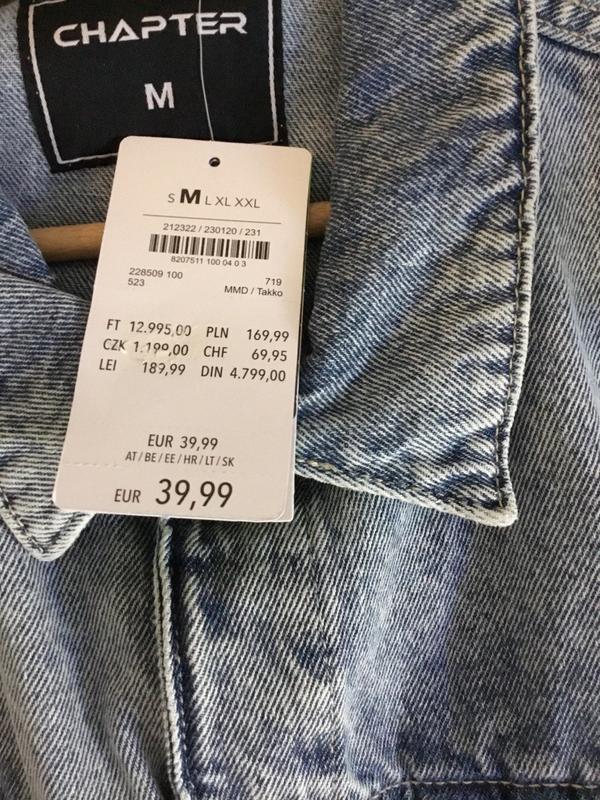 CHAPTER
M
S M L XL XXL
212322 / 230120 / 231
8207511 100 04 0 3
228509 100 719
523 MMD / Takko
FT 12.995,00 PLN 169,99
CZK 1.199,00 CHF 69,95
LEI 189,99 DIN 4.799,00
EUR 39,99
AT / BE / EE / HR / LT / SK
EUR 39,99